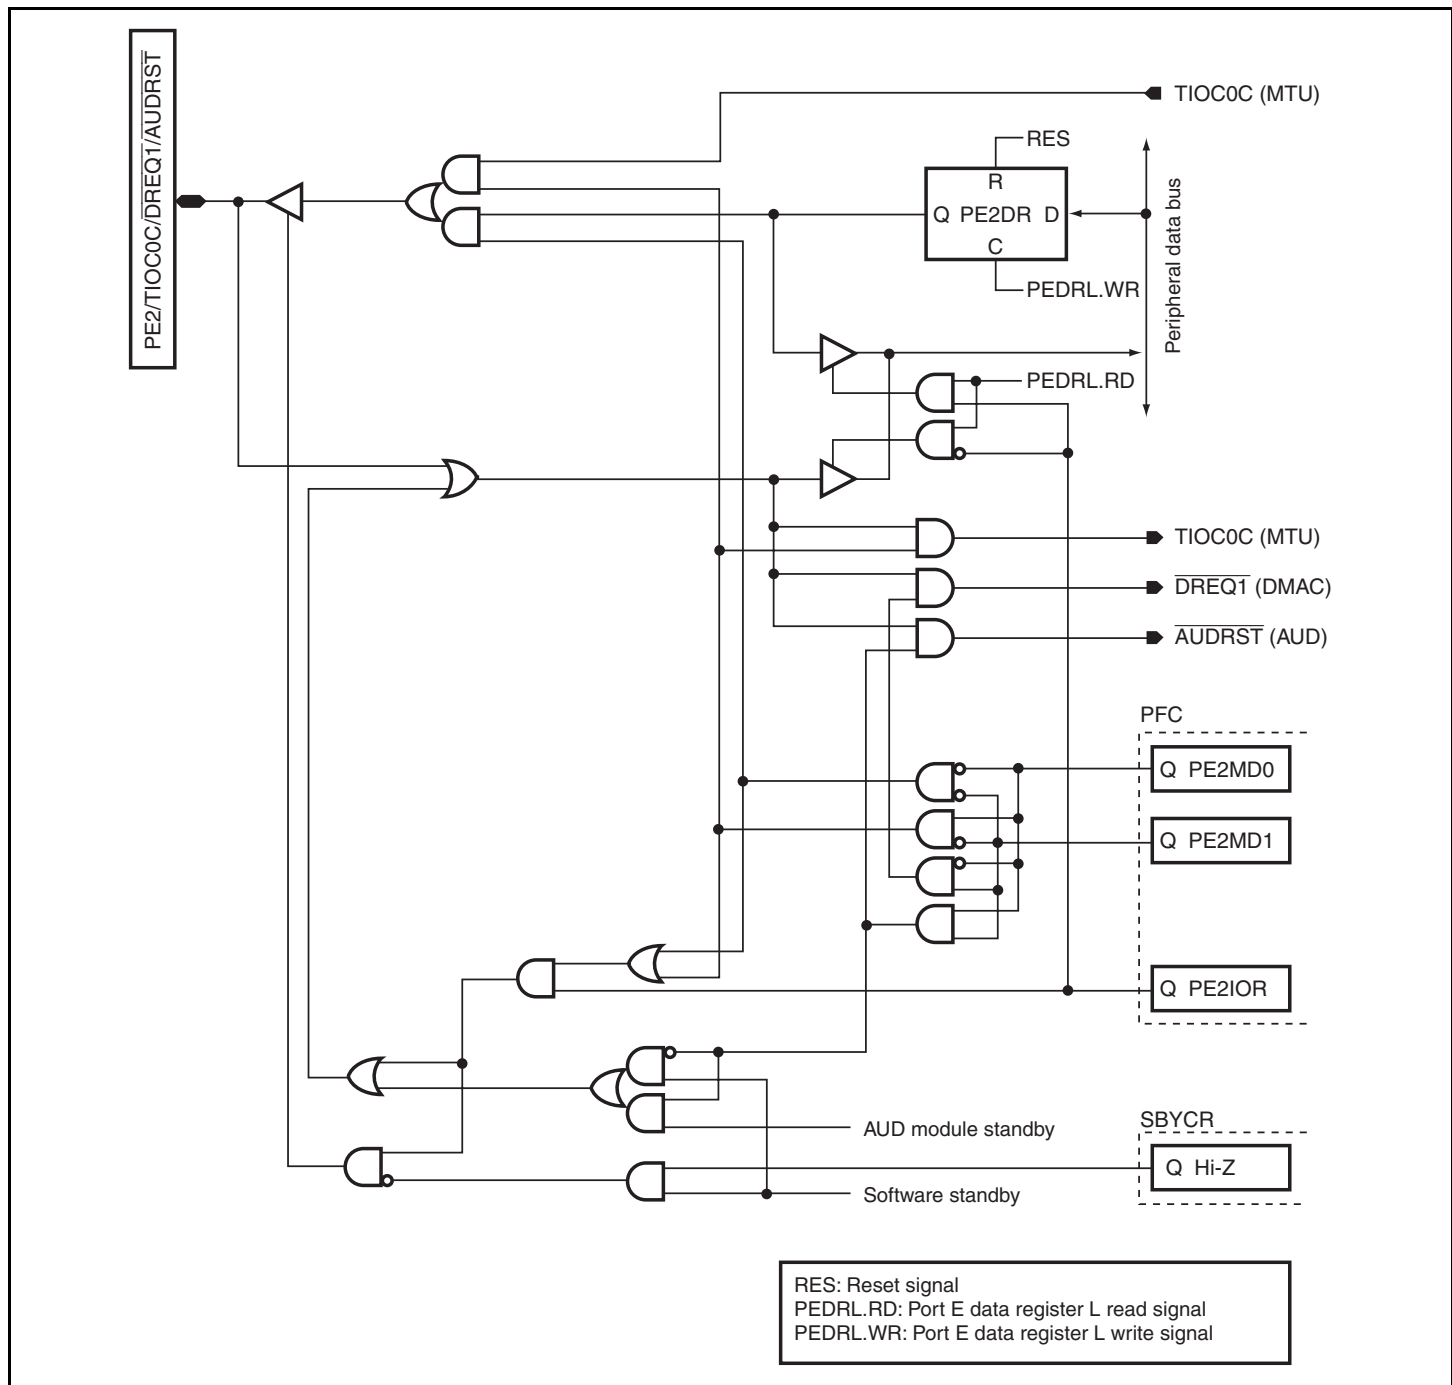 PE2/TIOC0C/DREQ1/AUDRST
TIOC0C (MTU)
RES
R
Q PE2DR D
C
PEDRL.WR
Peripheral data bus
PEDRL.RD
TIOC0C (MTU)
DREQ1 (DMAC)
AUDRST (AUD)
PFC
Q PE2MD0
Q PE2MD1
Q PE2IOR
SBYCR
AUD module standby
Q Hi-Z
Software standby
RES: Reset signal
PEDRL.RD: Port E data register L read signal
PEDRL.WR: Port E data register L write signal